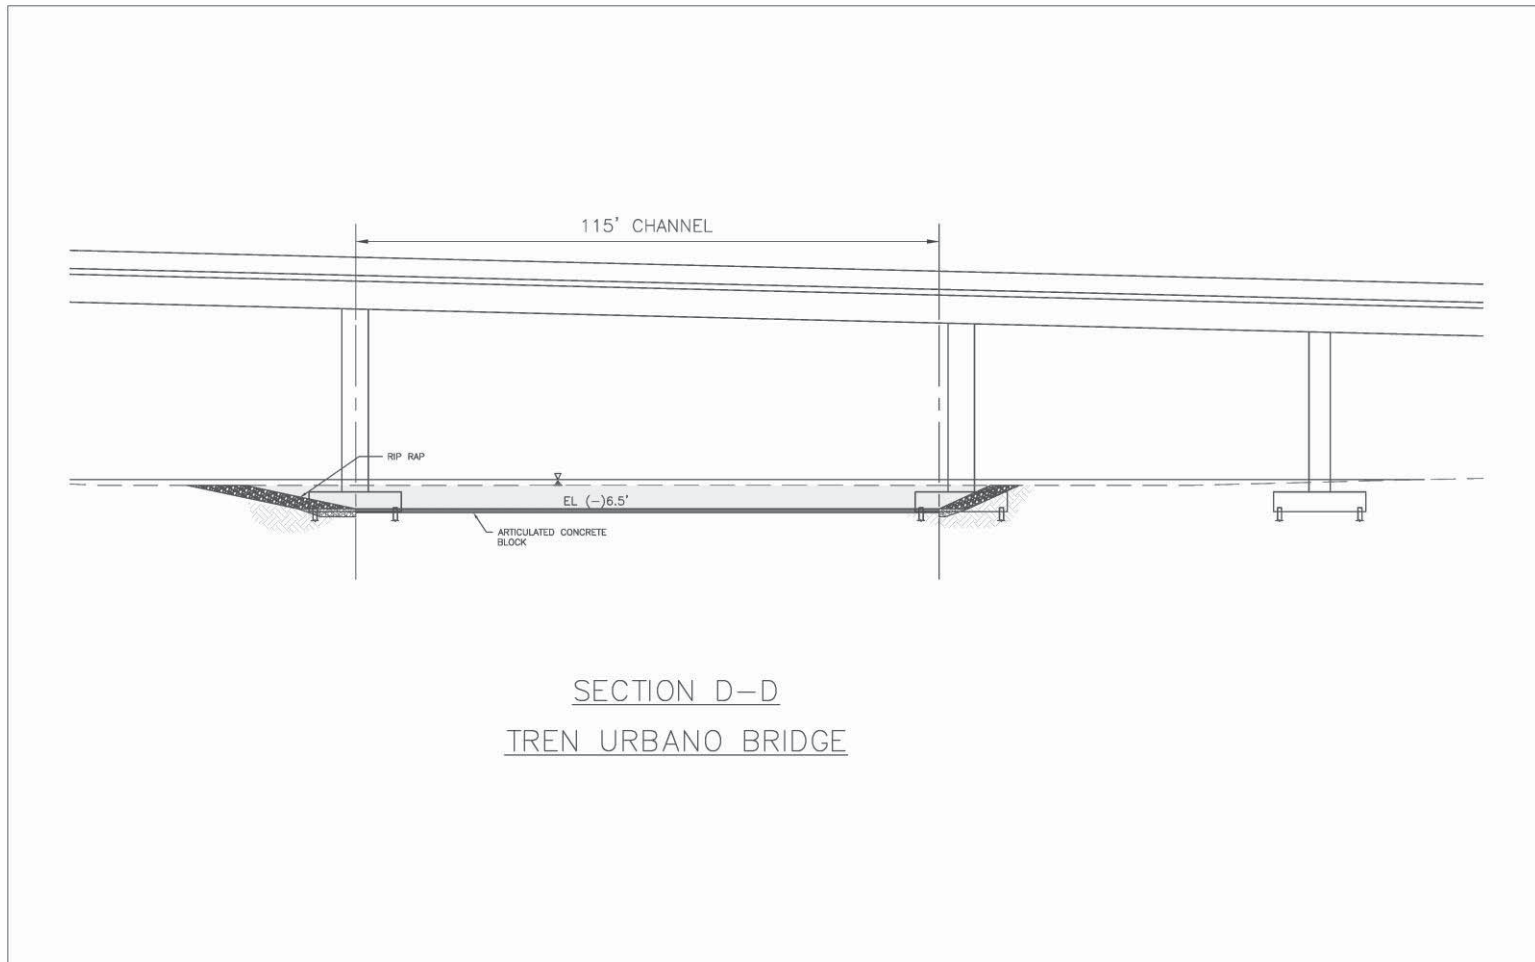 115' CHANNEL
RIP RAP
EL (-)6.5'
ARTICULATED CONCRETE
BLOCK
SECTION D-D
TREN URBANO BRIDGE